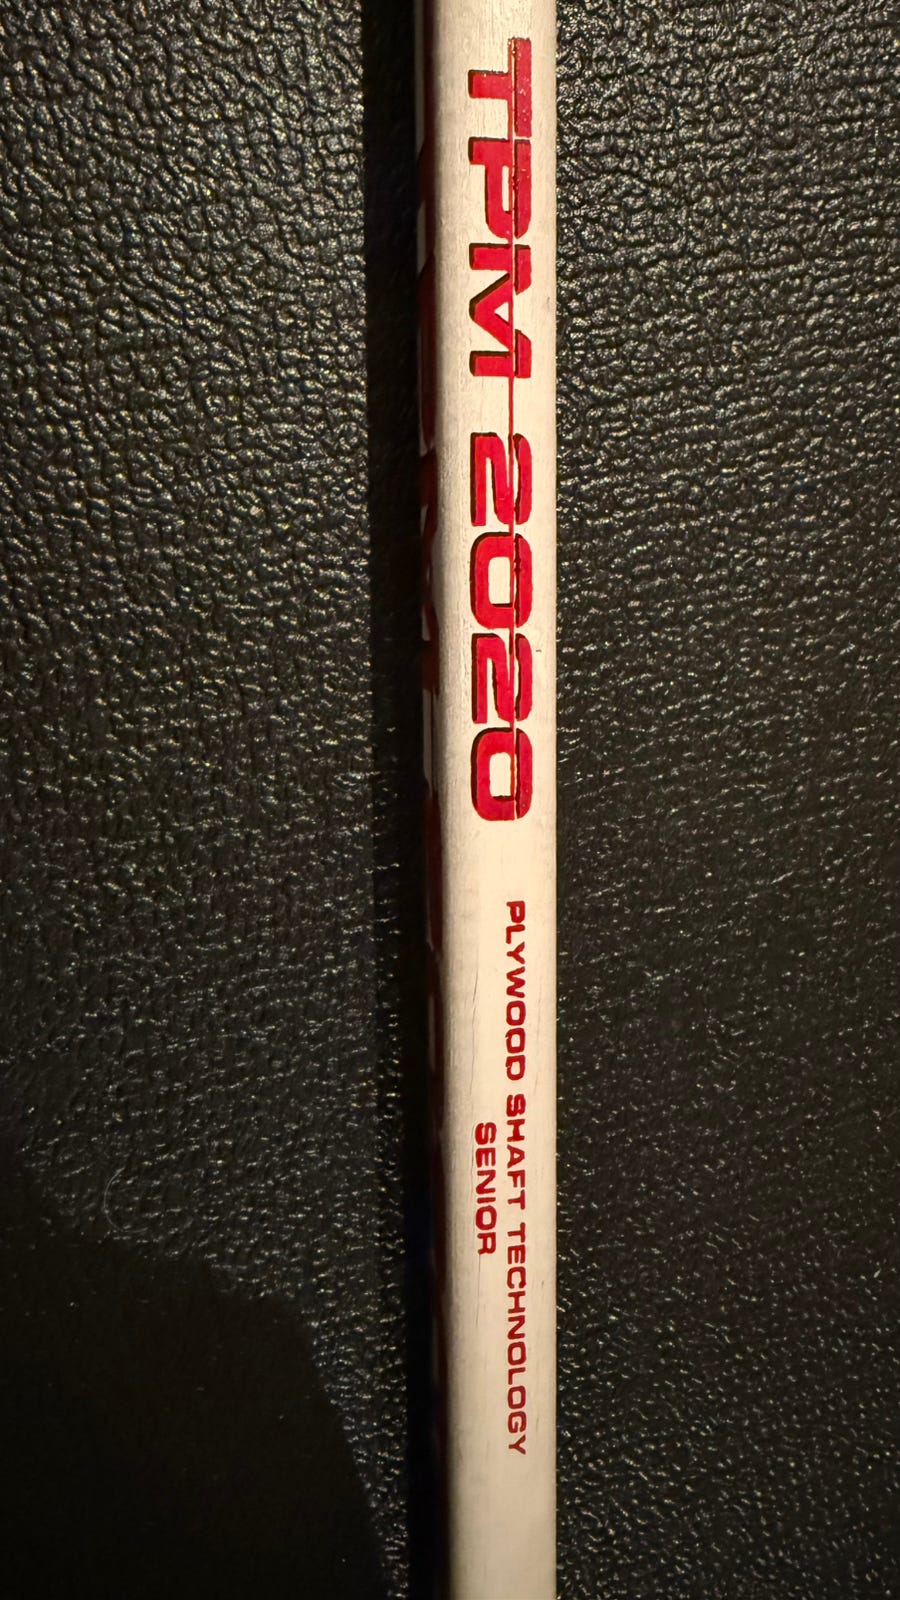 TPM 2020
PLYWOOD SHAFT TECHNOLOGY
SENIOR